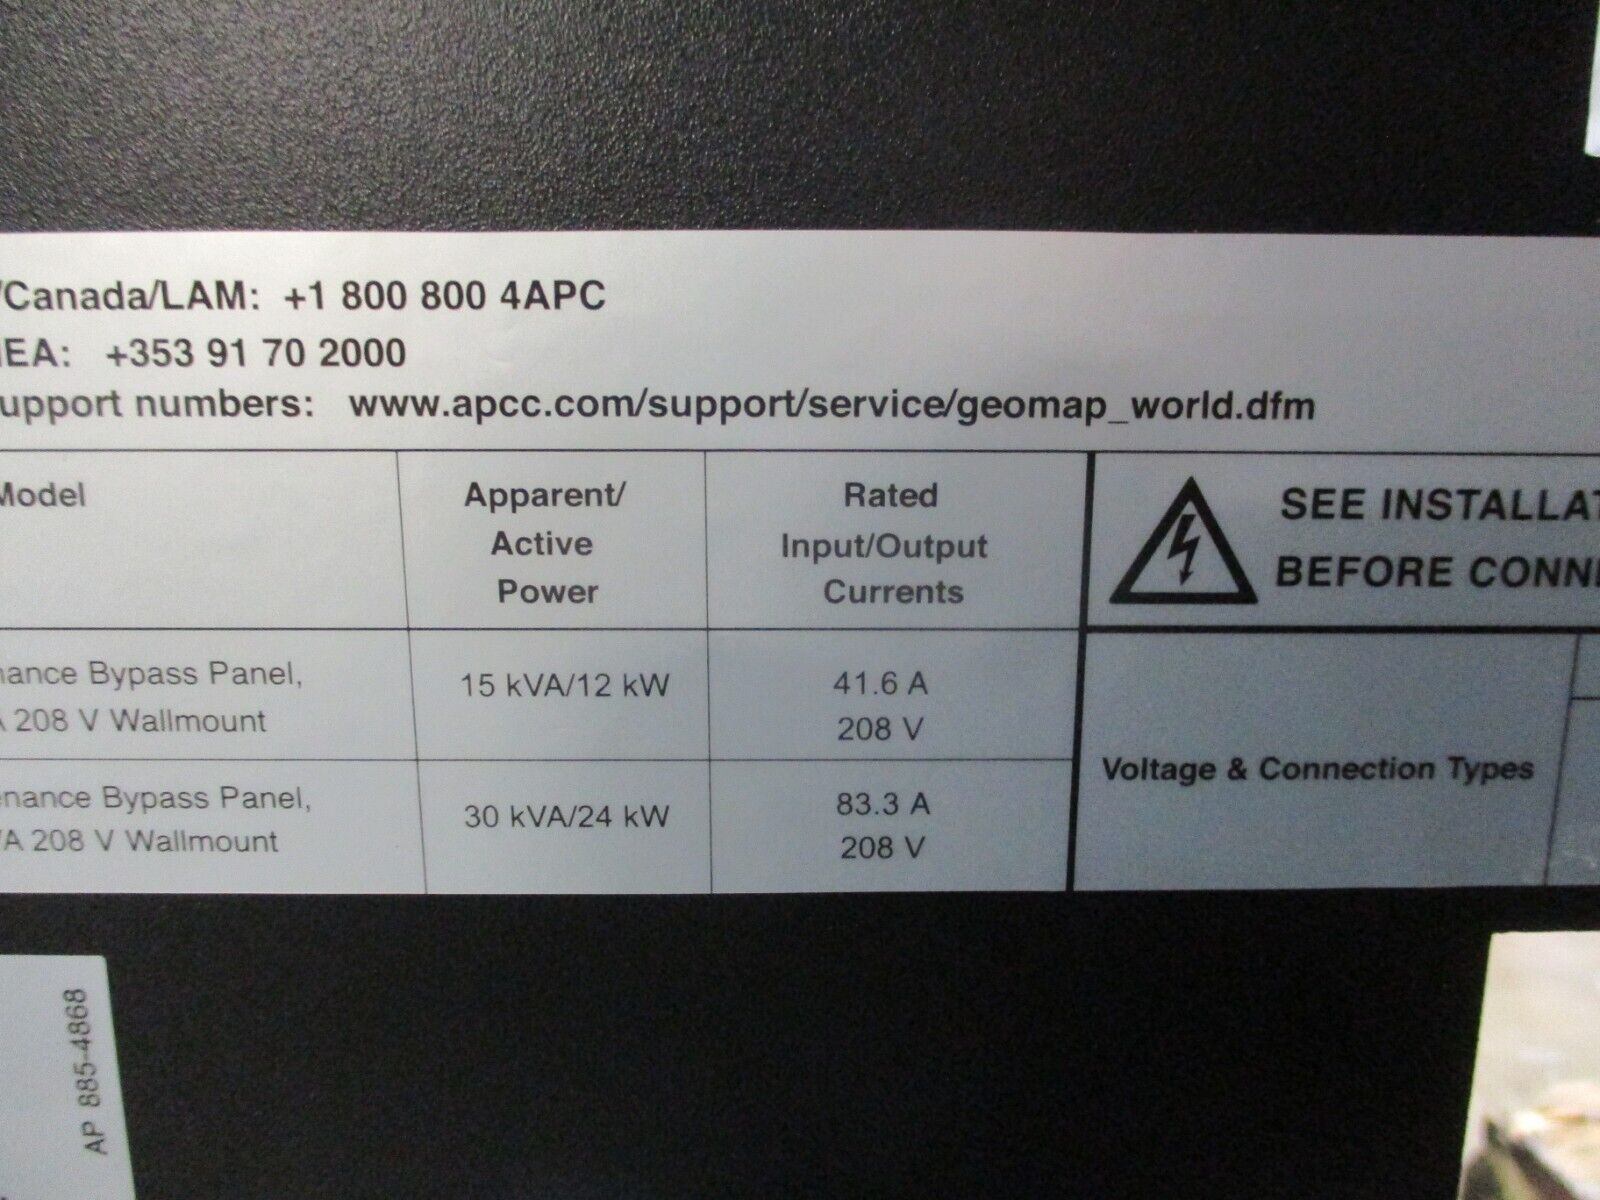 /Canada/LAM: +1 800 800 4APC
EA: +353 91 70 2000
upport numbers: www.apcc.com/support/service/geomap_world.dfm
Model
Apparent/
Active
Power
Rated
Input/Output
Currents
SEE INSTALLAT
BEFORE CONN
nance Bypass Panel,
A 208 V Wallmount
15 kVA/12 kW
41.6 A
208 V
enance Bypass Panel,
VA 208 V Wallmount
30 kVA/24 kW
83.3 A
208 V
Voltage & Connection Types
AP 885-4868